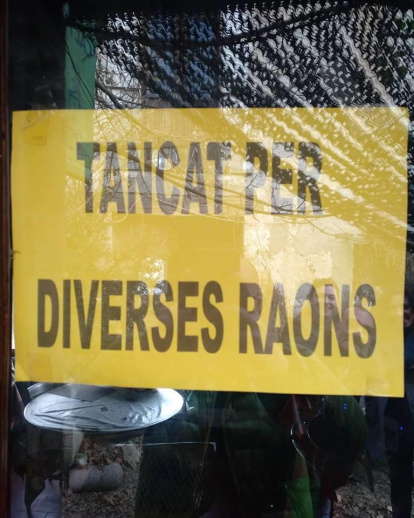 TANCAT PER
DIVERSES RAONS